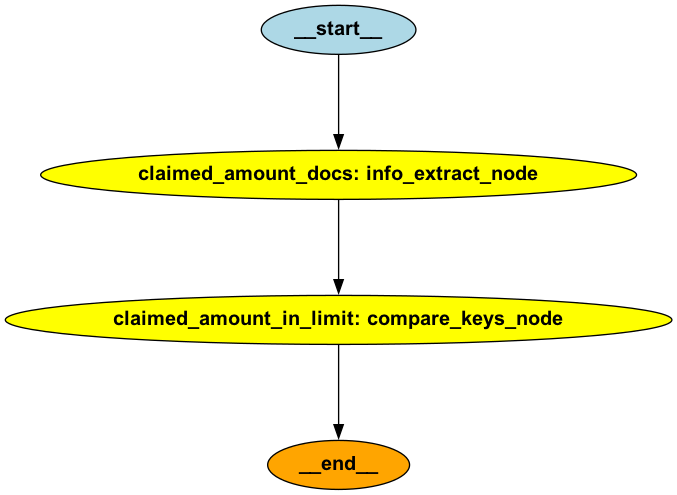 __start__
claimed_amount_docs: info_extract_node
claimed_amount_in_limit: compare_keys_node
__end__